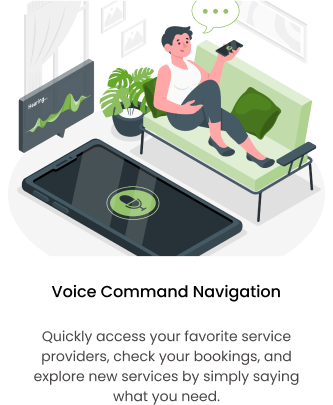 Hearing...
Voice Command Navigation
Quickly access your favorite service
providers, check your bookings, and
explore new services by simply saying
what you need.